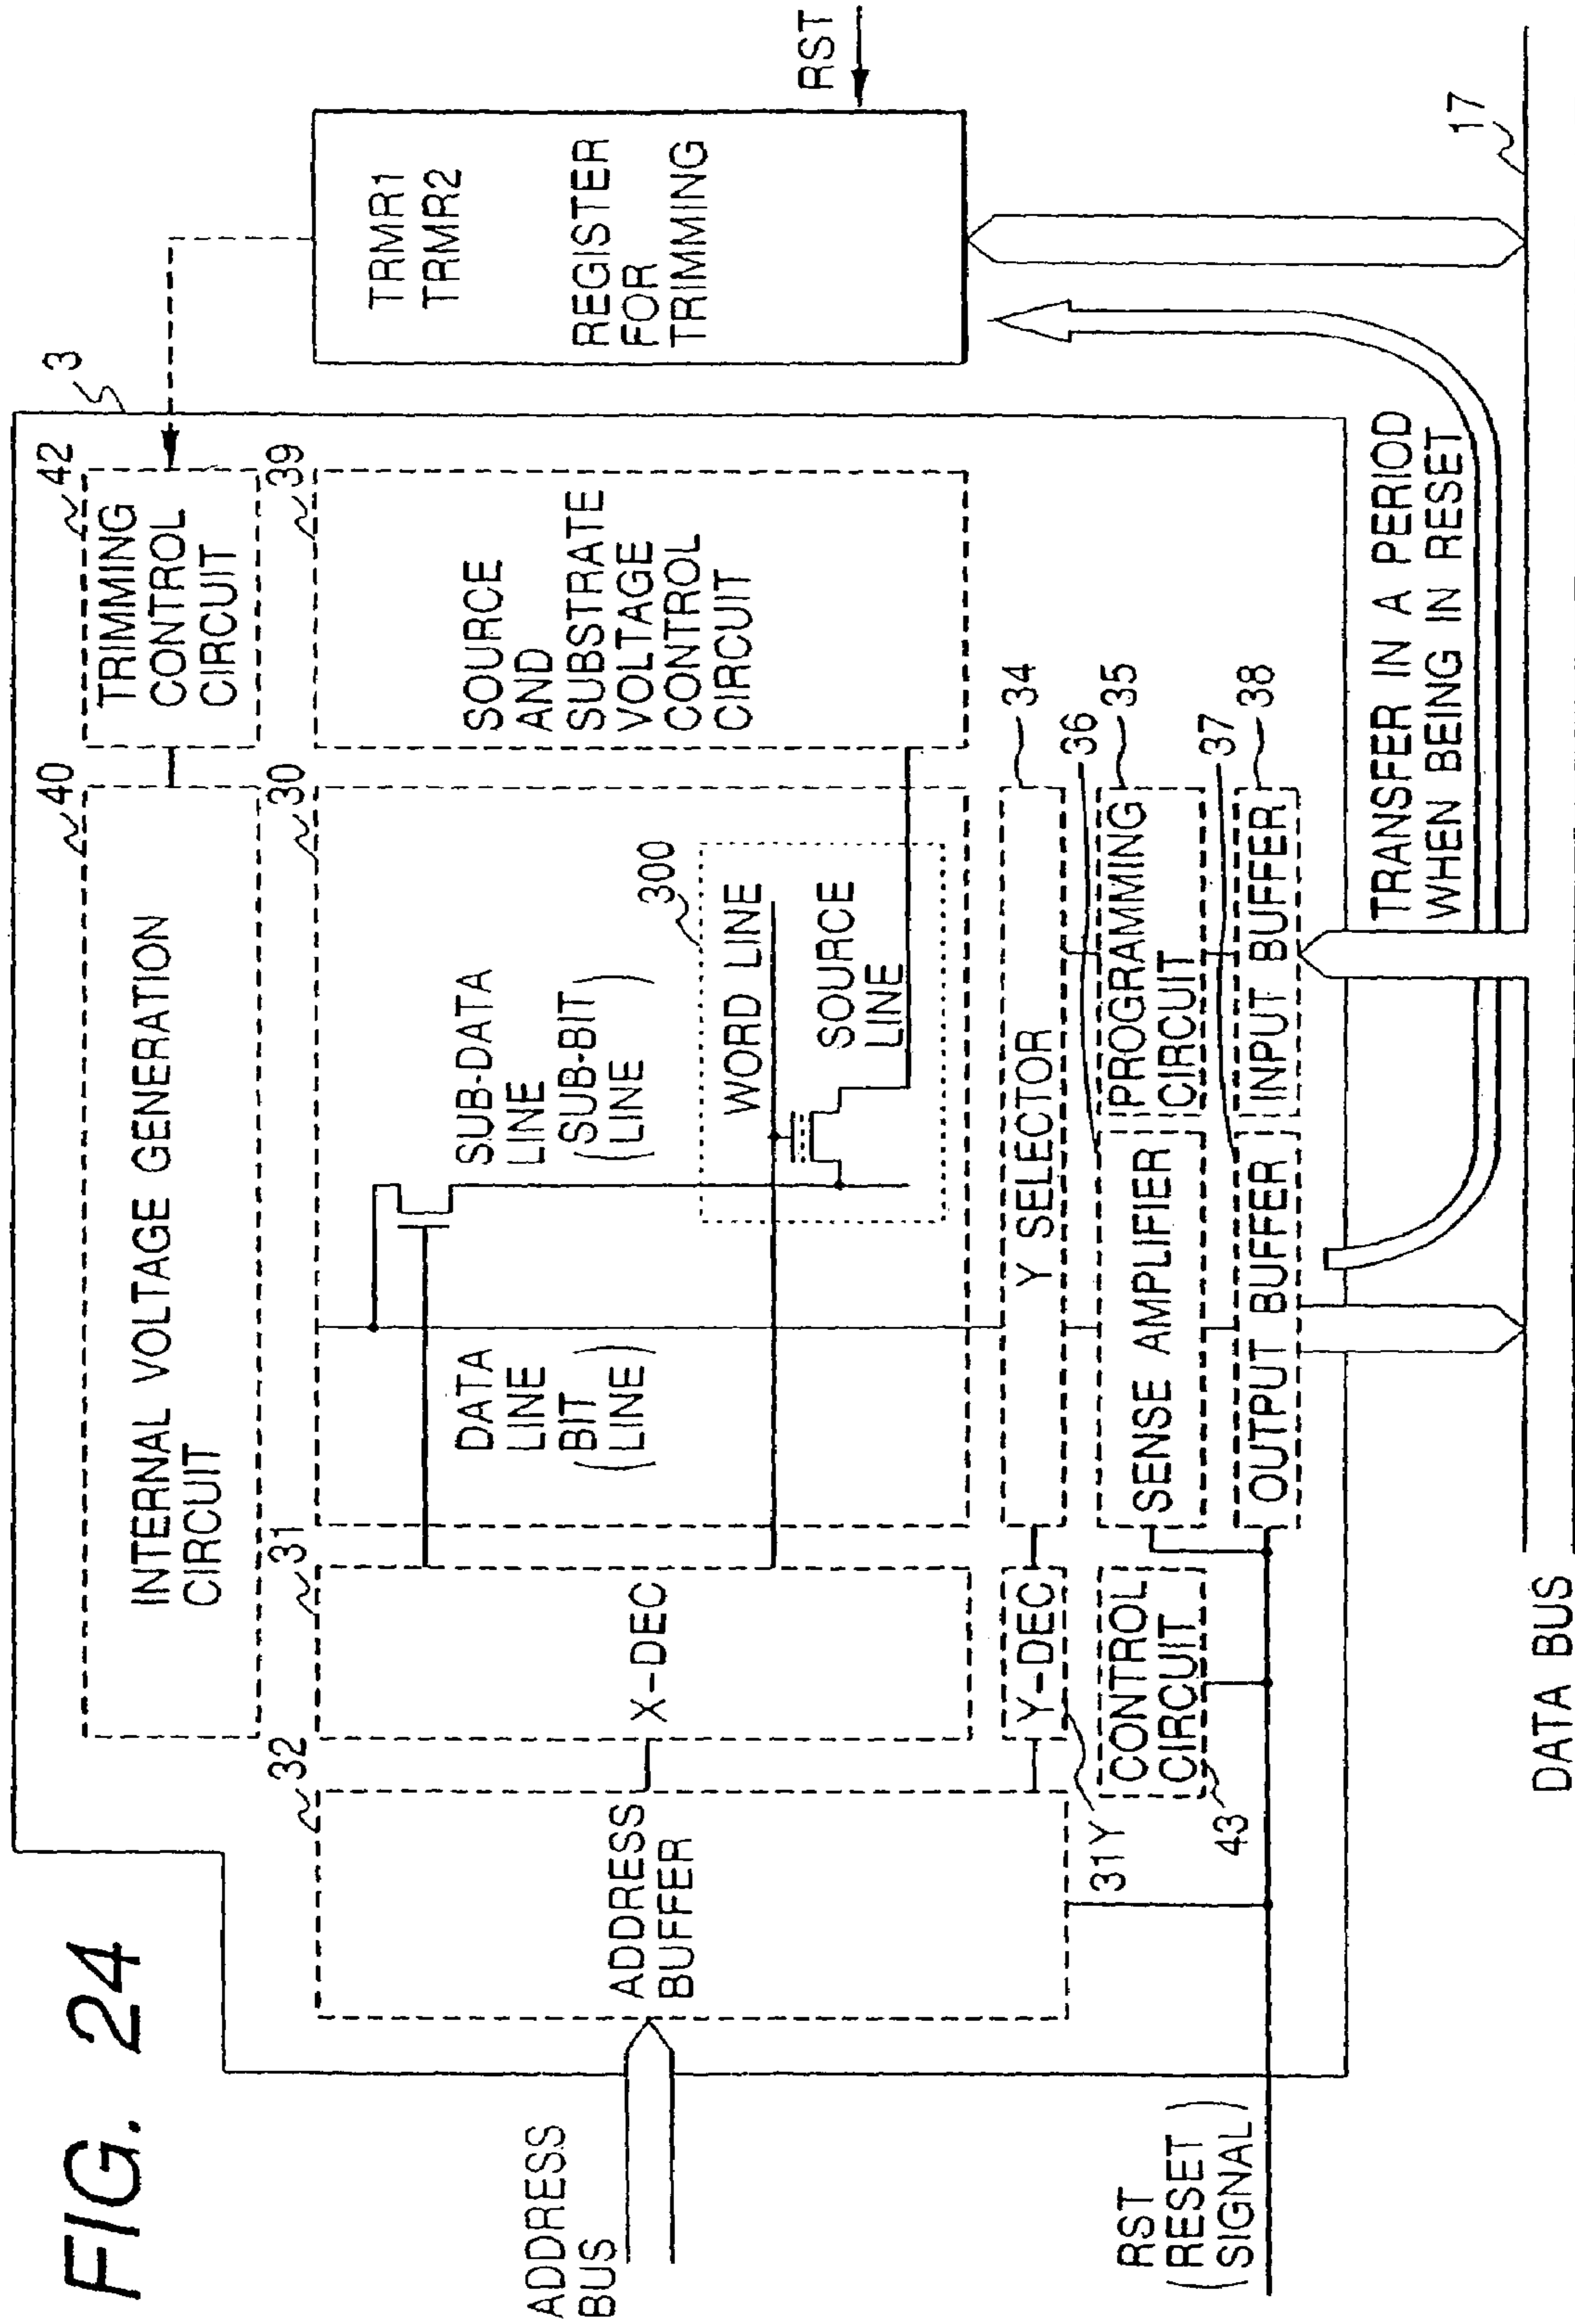 FIG. 24
3
40
INTERNAL VOLTAGE GENERATION
CIRCUIT
42
TRIMMING
CONTROL
CIRCUIT
TRMR1
TRMR2
REGISTER
FOR
TRIMMING
RST
32
ADDRESS
BUFFER
ADDRESS
BUS
31
X-DEC
30
DATA
LINE
BIT
(LINE)
SUB-DATA
LINE
(SUB-BIT)
(LINE)
300
WORD LINE
SOURCE
LINE
39
SOURCE
AND
SUBSTRATE
VOLTAGE
CONTROL
CIRCUIT
31Y
Y-DEC
Y SELECTOR
34
43
CONTROL
CIRCUIT
SENSE AMPLIFIER
36
PROGRAMMING
CIRCUIT
35
OUTPUT BUFFER
37
INPUT BUFFER
38
RST
(RESET)
(SIGNAL)
TRANSFER IN A PERIOD
WHEN BEING IN RESET
17
DATA BUS